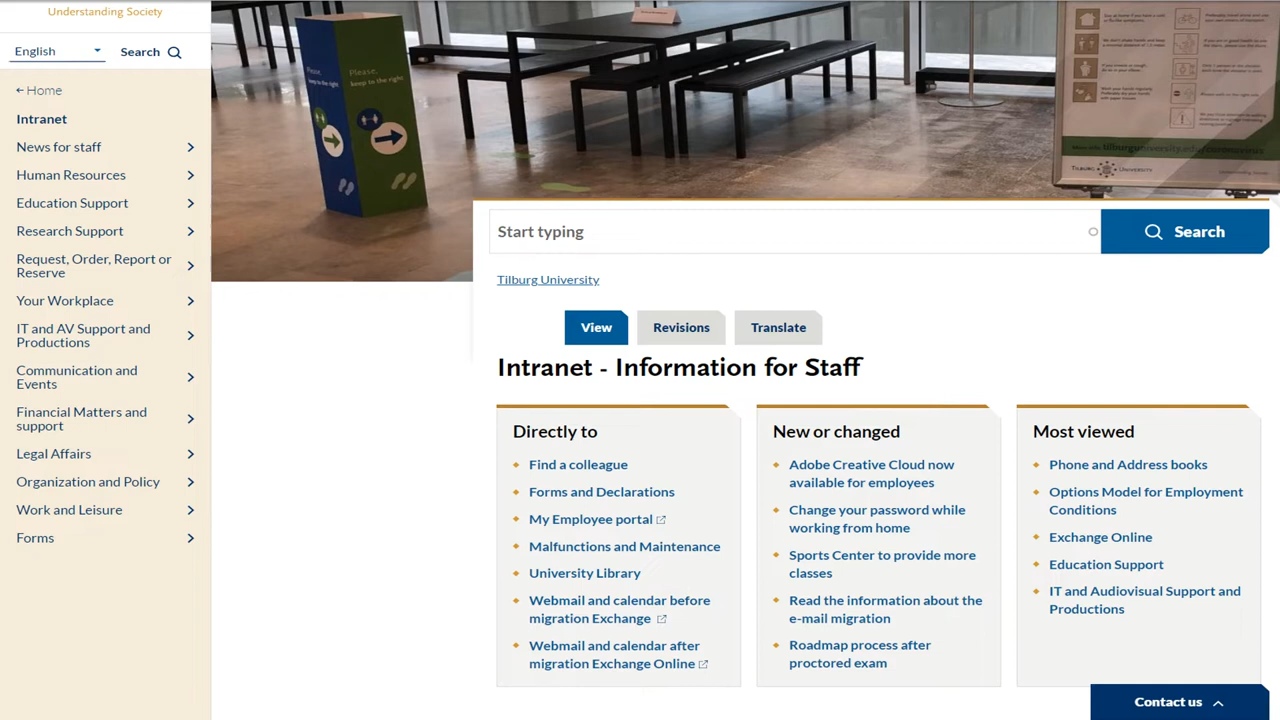 Understanding Society
English
Search
Home
Intranet
News for staff
Human Resources
Education Support
Research Support
Request, Order, Report or
Reserve
Your Workplace
IT and AV Support and
Productions
Communication and
Events
Financial Matters and
support
Legal Affairs
Organization and Policy
Work and Leisure
Forms
Please,
keep to the right
Please,
keep to the right
TILBURG UNIVERSITY
Start typing
Search
Tilburg University
View
Revisions
Translate
Intranet - Information for Staff
Directly to
Find a colleague
Forms and Declarations
My Employee portal
Malfunctions and Maintenance
University Library
Webmail and calendar before
migration Exchange
Webmail and calendar after
migration Exchange Online
New or changed
Adobe Creative Cloud now
available for employees
Change your password while
working from home
Sports Center to provide more
classes
Read the information about the
e-mail migration
Roadmap process after
proctored exam
Most viewed
Phone and Address books
Options Model for Employment
Conditions
Exchange Online
Education Support
IT and Audiovisual Support and
Productions
Contact us